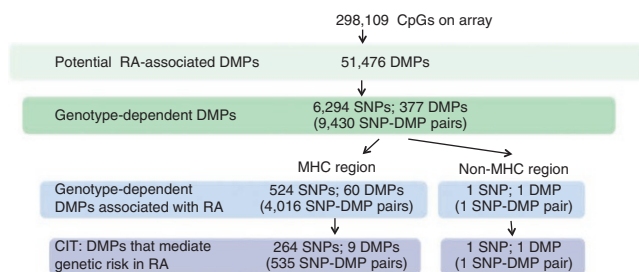 298,109 CpGs on array
Potential RA-associated DMPs
51,476 DMPs
Genotype-dependent DMPs
6,294 SNPs; 377 DMPs
(9,430 SNP-DMP pairs)
MHC region
Non-MHC region
Genotype-dependent
DMPs associated with RA
524 SNPs; 60 DMPs
(4,016 SNP-DMP pairs)
1 SNP; 1 DMP
(1 SNP-DMP pair)
CIT: DMPs that mediate
genetic risk in RA
264 SNPs; 9 DMPs
(535 SNP-DMP pairs)
1 SNP; 1 DMP
(1 SNP-DMP pair)